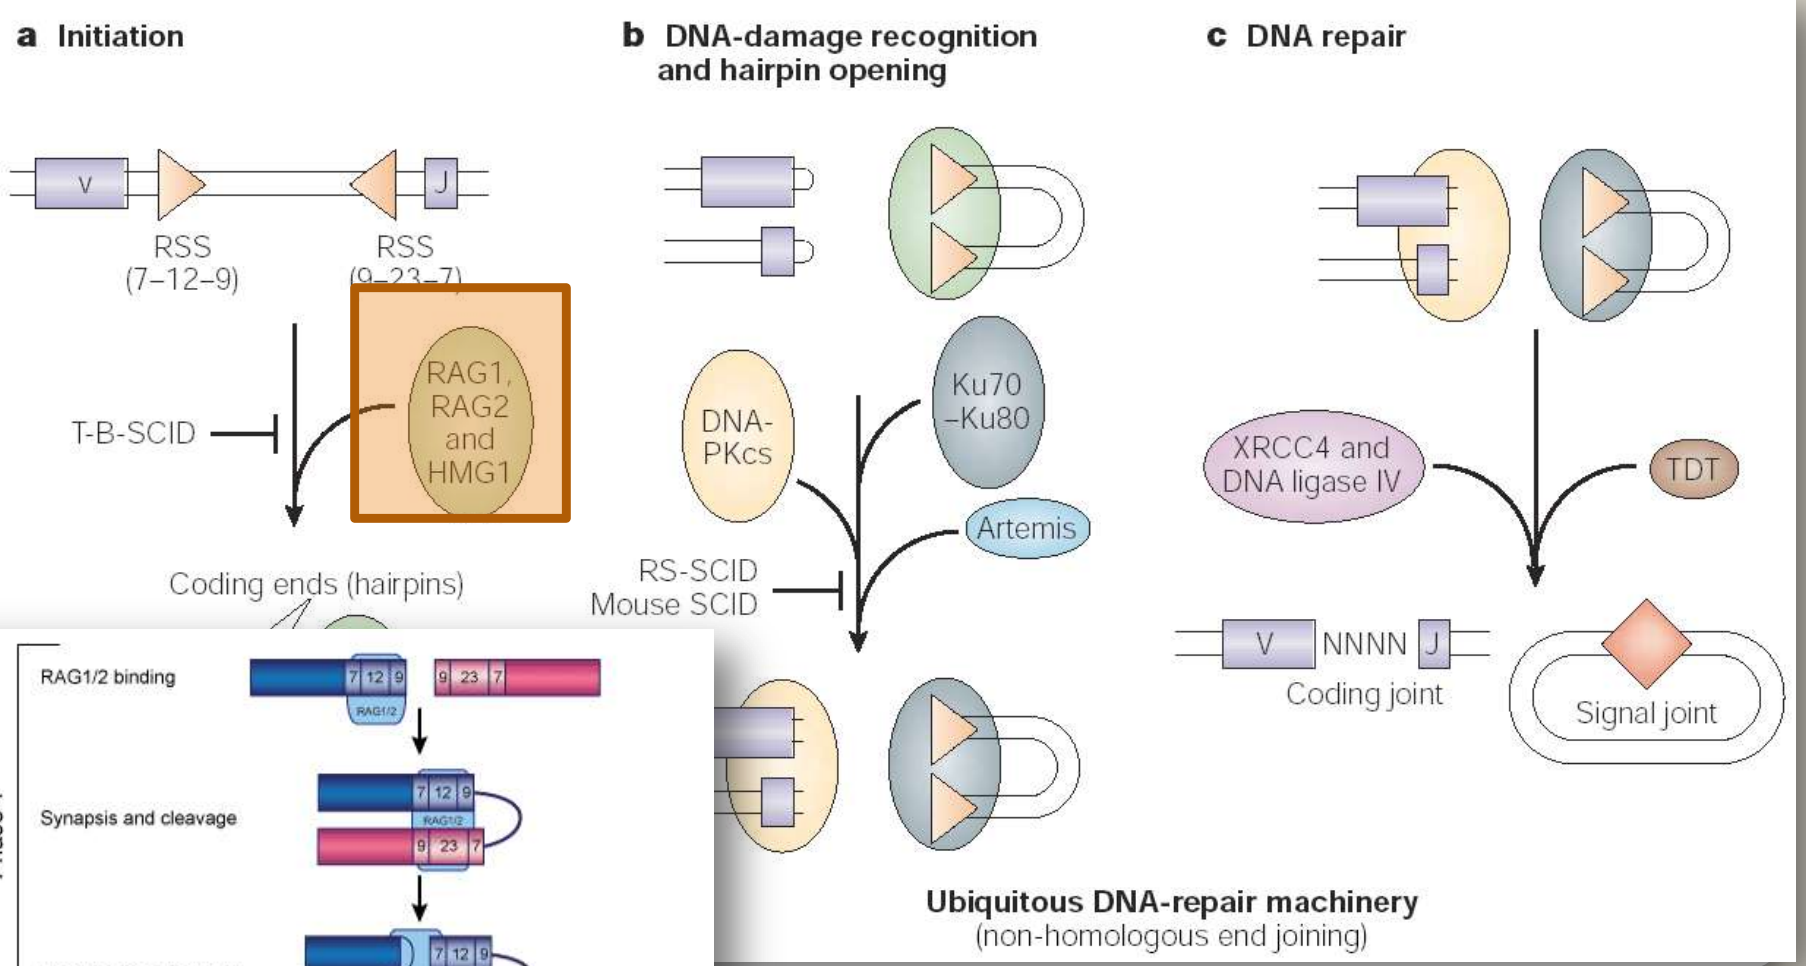 a Initiation
V
J
RSS
(7–12–9)
RSS
(9–23–7)
RAG1,
RAG2
and
HMG1
T-B-SCID
Coding ends (hairpins)
RAG1/2 binding
7 12 9
9 23 7
RAG1/2
Synapsis and cleavage
7 12 9
RAG1/2
9 23 7
7 12 9
b DNA-damage recognition
and hairpin opening
DNA-
PKcs
Ku70
–Ku80
Artemis
RS-SCID
Mouse SCID
c DNA repair
XRCC4 and
DNA ligase IV
TDT
V NNNN J
Coding joint
Signal joint
Ubiquitous DNA-repair machinery
(non-homologous end joining)